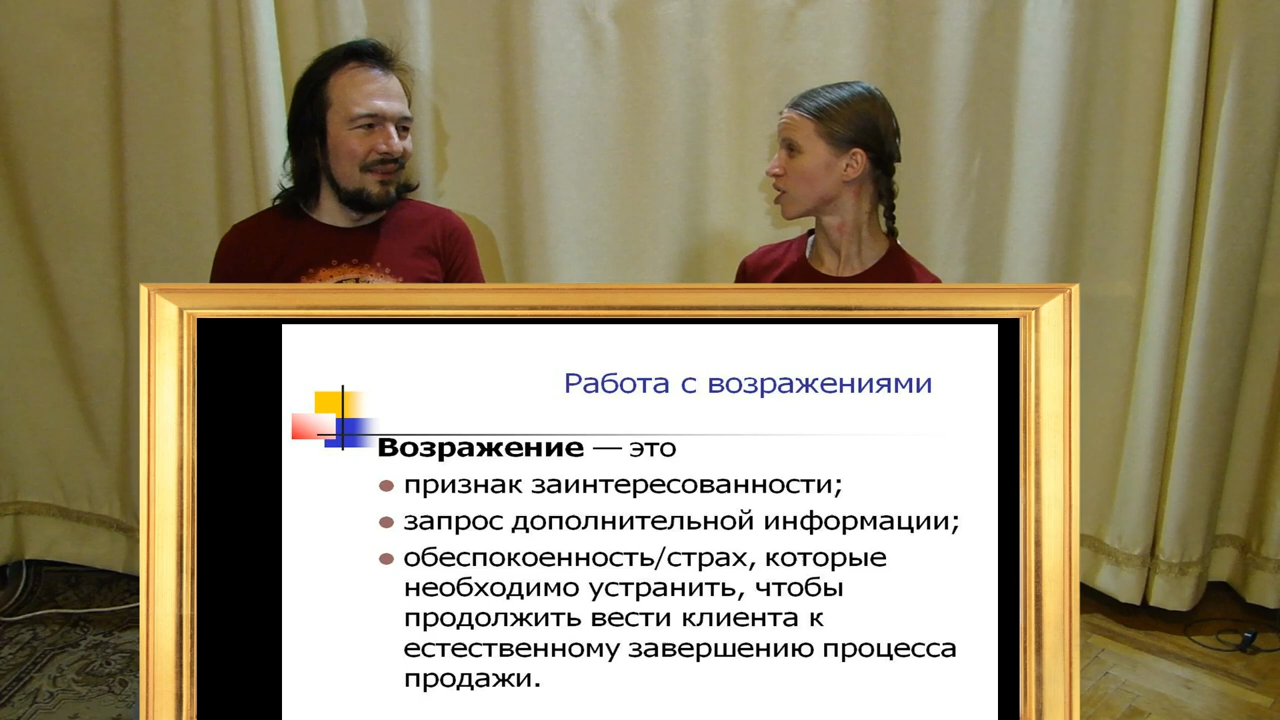 Работа с возражениями
Возражение — это
признак заинтересованности;
запрос дополнительной информации;
обеспокоенность/страх, которые
необходимо устранить, чтобы
продолжить вести клиента к
естественному завершению процесса
продажи.